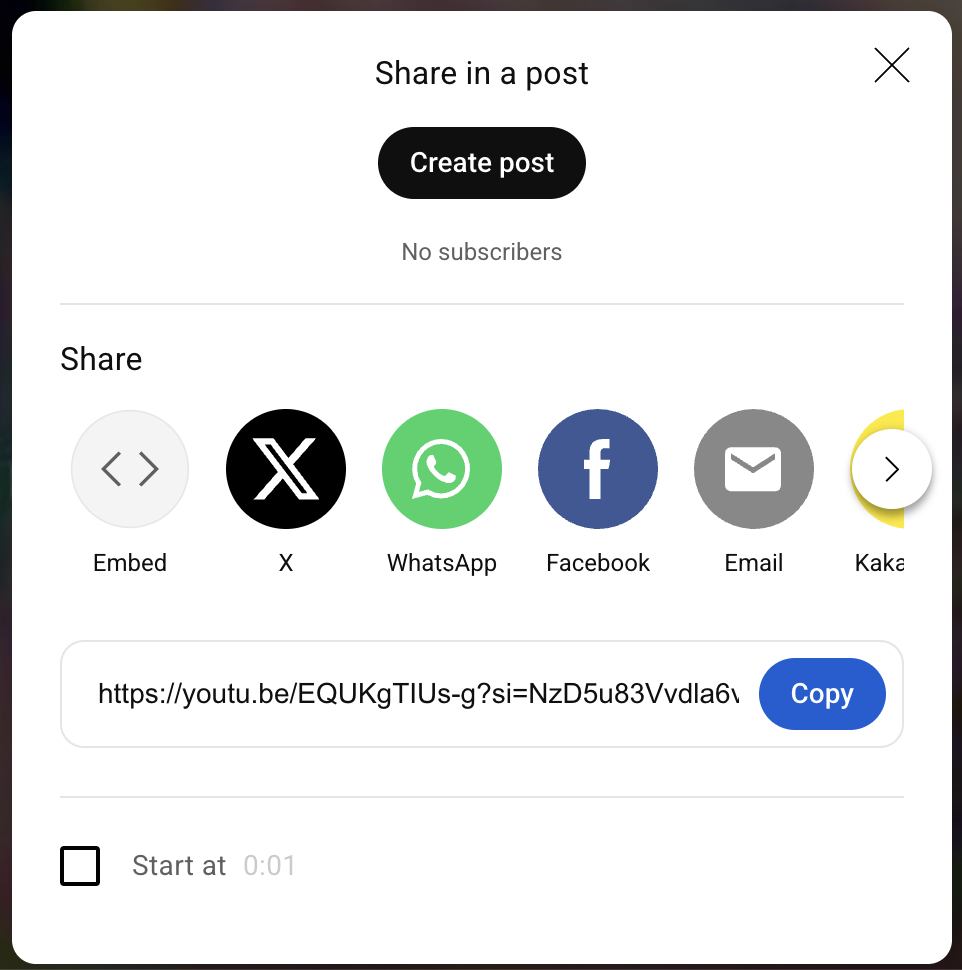 Share in a post
Create post
No subscribers
Share
Embed
X
WhatsApp
Facebook
Email
Kaka
https://youtu.be/EQUKgTIUs-g?si=NzD5u83Vvdla6v
Copy
Start at 0:01